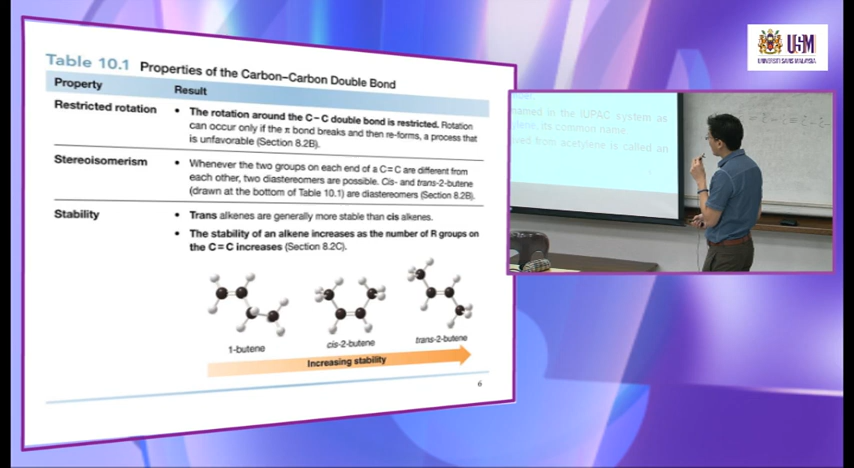 Table 10.1 Properties of the Carbon–Carbon Double Bond
Property Result
Restricted rotation • The rotation around the C–C double bond is restricted. Rotation
can occur only if the π bond breaks and then re-forms, a process that
is unfavorable (Section 8.2B).
Stereoisomerism • Whenever the two groups on each end of a C=C are different from
each other, two diastereomers are possible. Cis- and trans-2-butene
(drawn at the bottom of Table 10.1) are diastereomers (Section 8.2B).
Stability • Trans alkenes are generally more stable than cis alkenes.
• The stability of an alkene increases as the number of R groups on
the C=C increases (Section 8.2C).
1-butene cis-2-butene trans-2-butene
Increasing stability
6
USM
UNIVERSITI SAINS MALAYSIA
named in the IUPAC system as
its common name
from acetylene is called an